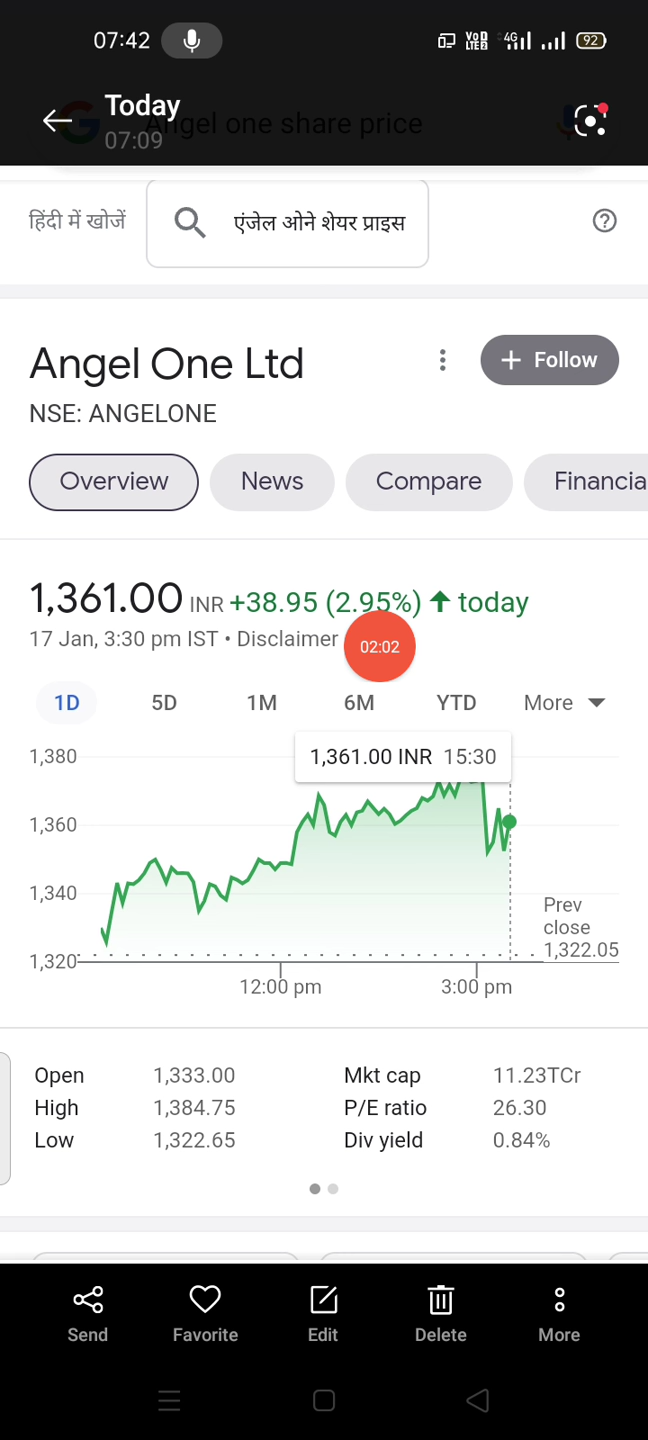 07:42
VoD LTE2 4G 92
Today
07:09
Angel one share price
हिंदी में खोजें
एंजेल ओने शेयर प्राइस
Angel One Ltd
+ Follow
NSE: ANGELONE
Overview News Compare Financia
1,361.00 INR +38.95 (2.95%) ↑ today
17 Jan, 3:30 pm IST • Disclaimer
02:02
1D 5D 1M 6M YTD More
1,361.00 INR 15:30
1,380
1,360
1,340
1,320
Prev
close
1,322.05
12:00 pm 3:00 pm
Open 1,333.00 Mkt cap 11.23TCr
High 1,384.75 P/E ratio 26.30
Low 1,322.65 Div yield 0.84%
Send Favorite Edit Delete More